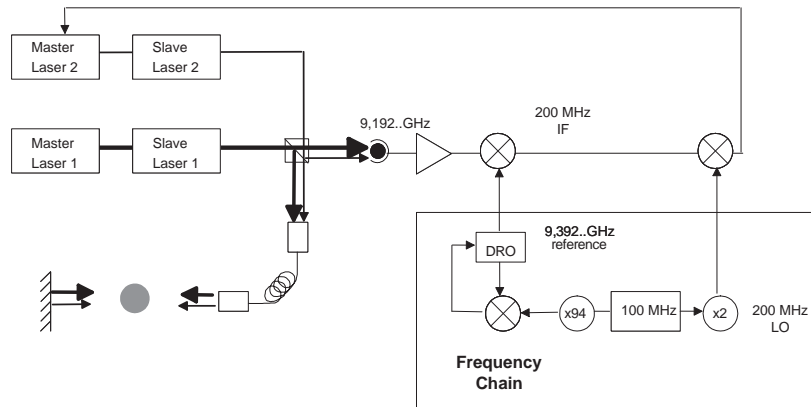 Master
Laser 2
Slave
Laser 2
Master
Laser 1
Slave
Laser 1
9,192..GHz
200 MHz
IF
DRO
9,392..GHz
reference
x94
100 MHz
x2
200 MHz
LO
Frequency
Chain